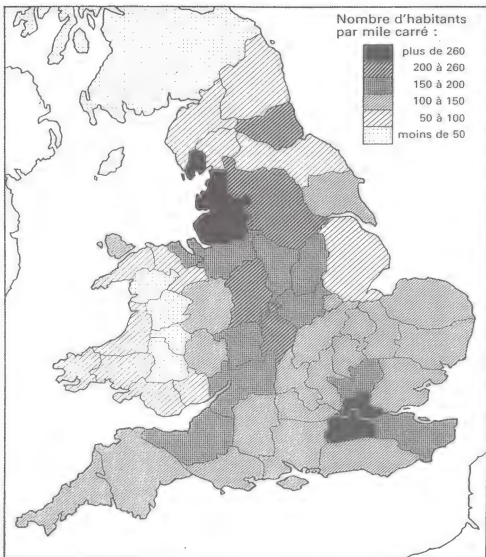 Nombre d'habitants
par mile carré :
plus de 260
200 à 260
150 à 200
100 à 150
50 à 100
moins de 50